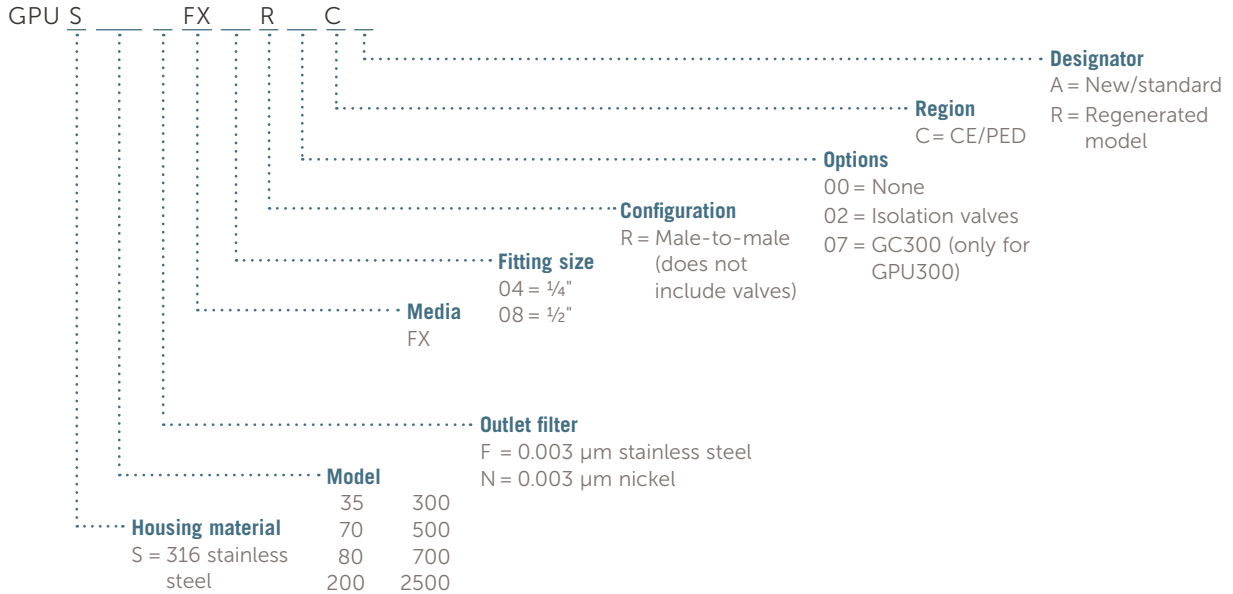 GPU S FX R C
Designator
A = New/standard
R = Regenerated
model
Region
C = CE/PED
Options
00 = None
02 = Isolation valves
07 = GC300 (only for
GPU300)
Configuration
R = Male-to-male
(does not
include valves)
Fitting size
04 = ¼"
08 = ½"
Media
FX
Outlet filter
F = 0.003 µm stainless steel
N = 0.003 µm nickel
Model
35 300
70 500
80 700
200 2500
Housing material
S = 316 stainless
steel